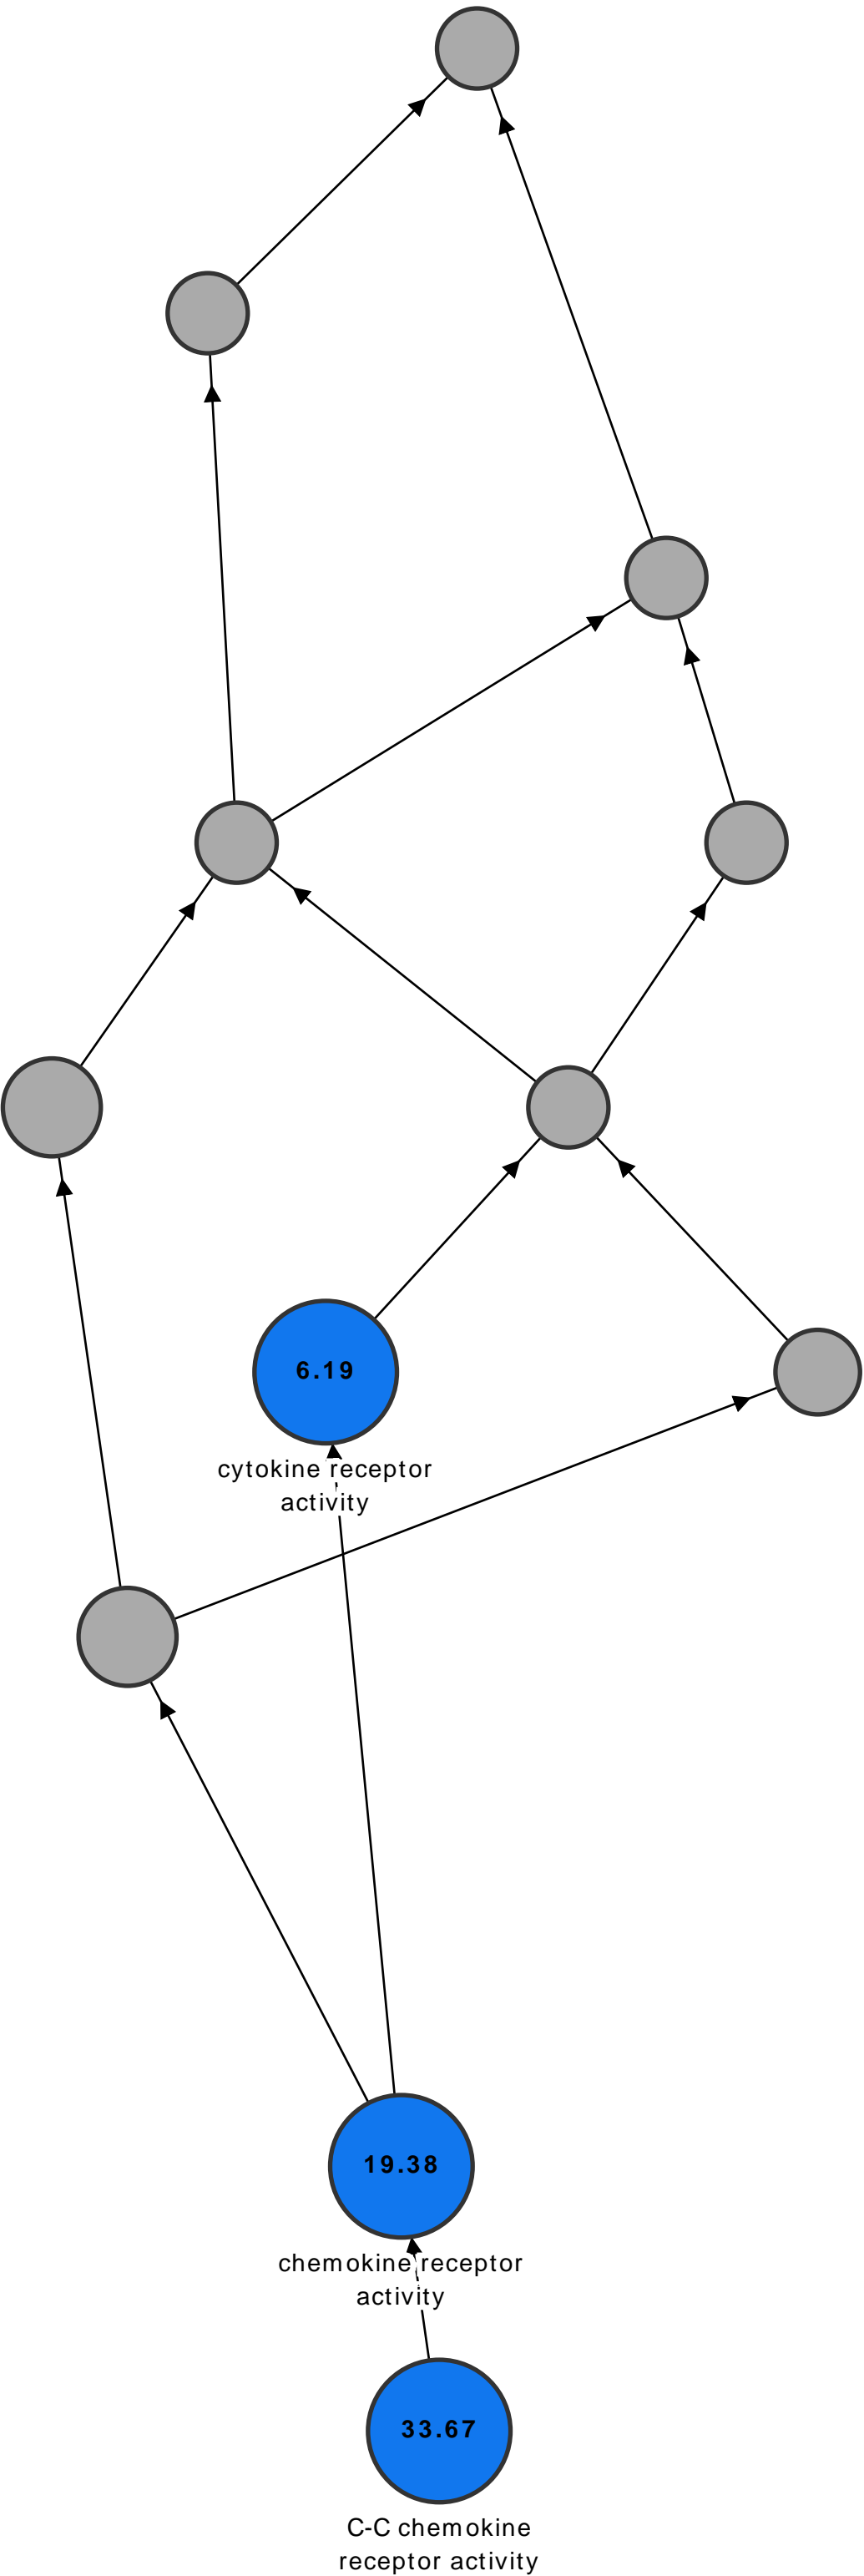 6.19
cytokine receptor
activity
19.38
chemokine receptor
activity
33.67
C-C chemokine
receptor activity